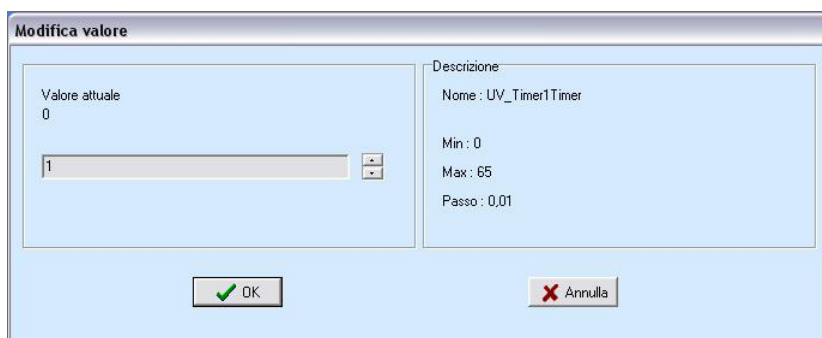 Modifica valore
Valore attuale
0
1
Descrizione
Nome : UV_Timer1Timer
Min : 0
Max : 65
Passo : 0,01
OK
Annulla